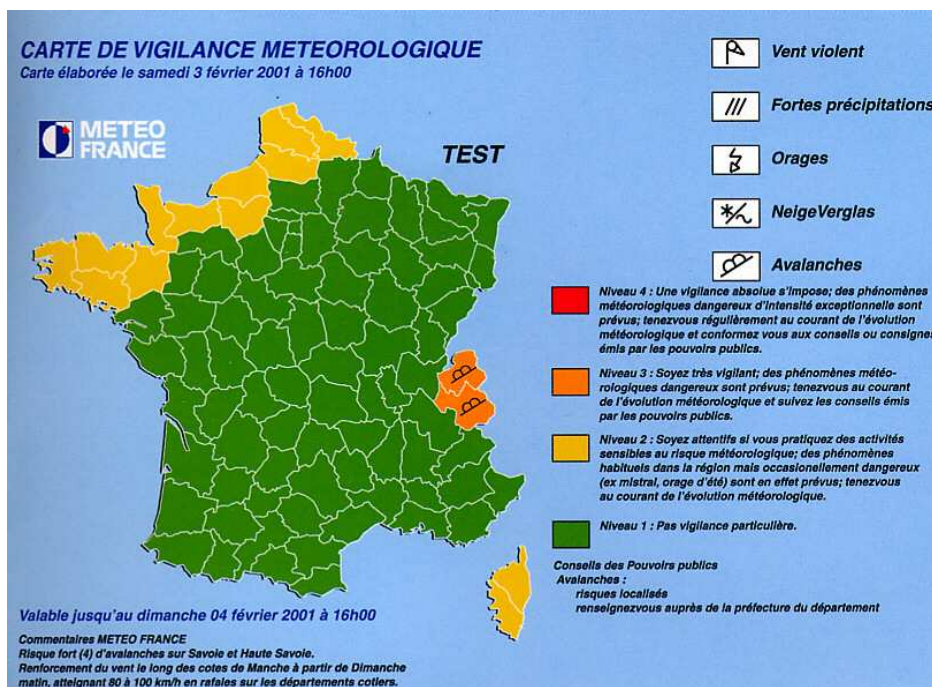 CARTE DE VIGILANCE METEOROLOGIQUE
Carte élaborée le samedi 3 février 2001 à 16h00
METEO
FRANCE
TEST
Vent violent
Fortes précipitations
Orages
NeigeVerglas
Avalanches
Niveau 4 : Une vigilance absolue s'impose; des phénomènes
météorologiques dangereux d'intensité exceptionnelle sont
prévus; tenezvous régulièrement au courant de l'évolution
météorologique et conformez vous aux conseils ou consignes
émis par les pouvoirs publics.
Niveau 3 : Soyez très vigilant; des phénomènes météo-
rologiques dangereux sont prévus; tenezvous au courant
de l'évolution météorologique et suivez les conseils émis
par les pouvoirs publics.
Niveau 2 : Soyez attentifs si vous pratiquez des activités
sensibles au risque météorologique; des phénomènes
habituels dans la région mais occasionellement dangereux
(ex mistral, orage d'été) sont en effet prévus; tenezvous
au courant de l'évolution météorologique.
Niveau 1 : Pas vigilance particulière.
Conseils des Pouvoirs publics
Avalanches :
risques localisés
renseignezvous auprès de la préfecture du département
Valable jusqu'au dimanche 04 février 2001 à 16h00
Commentaires METEO FRANCE
Risque fort (4) d'avalanches sur Savoie et Haute Savoie.
Renforcement du vent le long des cotes de Manche à partir de Dimanche
matin, atteignant 80 à 100 km/h en rafales sur les départements cotiers.